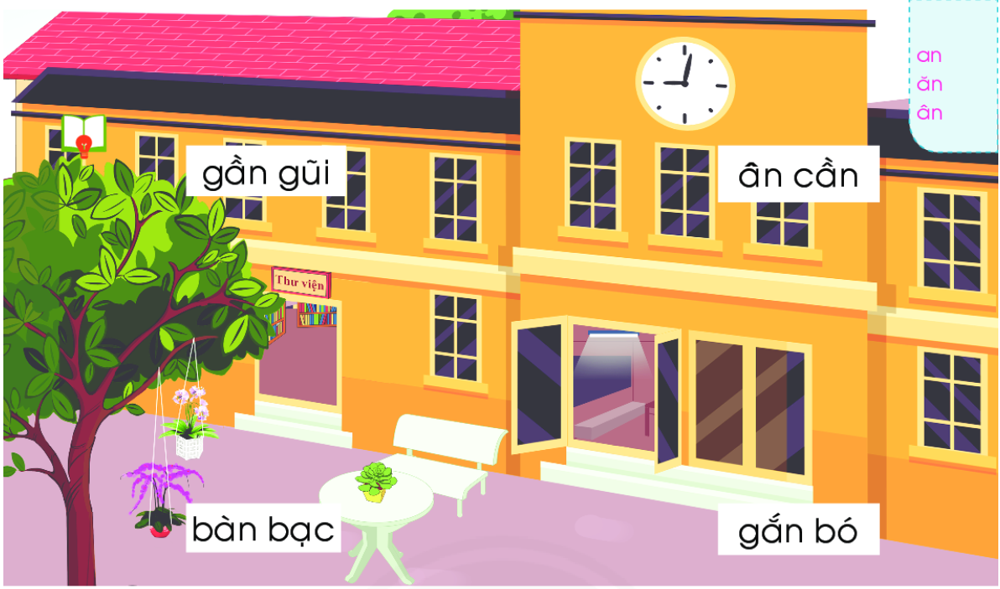 an
ăn
ân
gần gũi
ân cần
Thư viện
bàn bạc
gắn bó